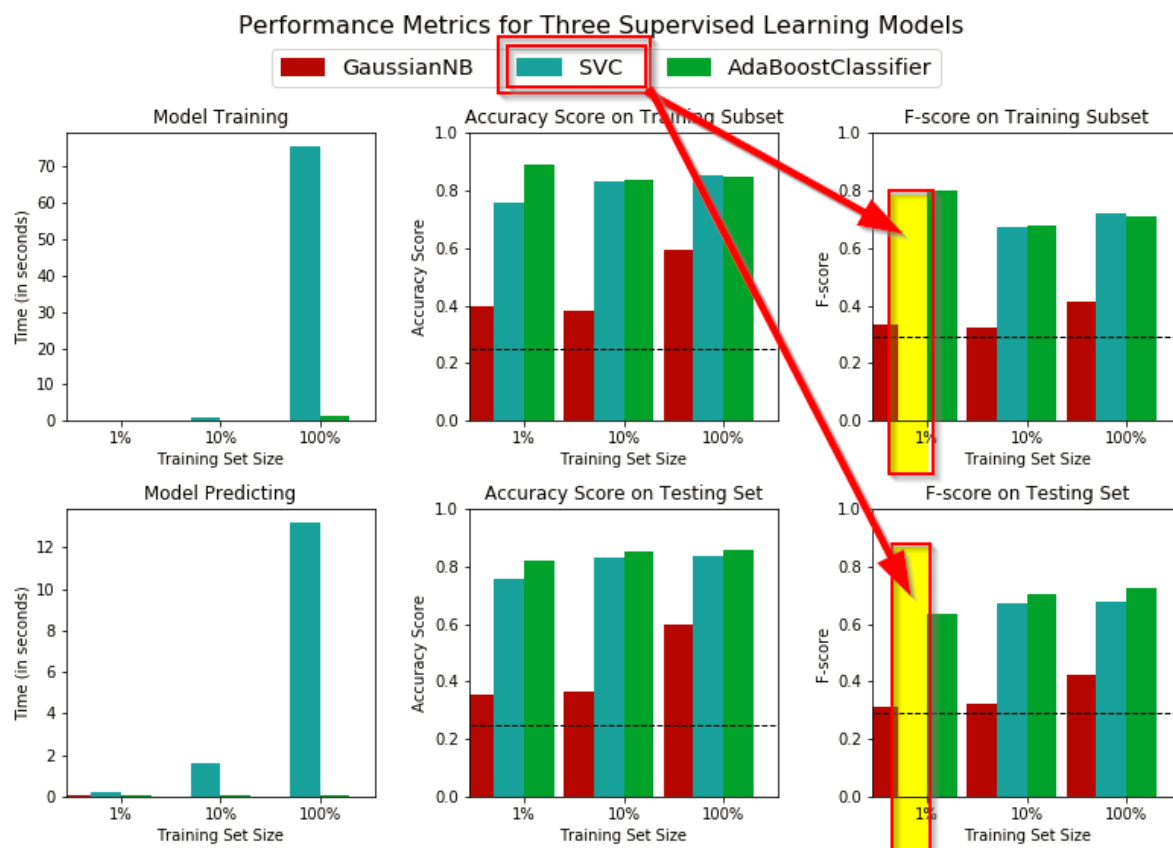 Performance Metrics for Three Supervised Learning Models
GaussianNB SVC AdaBoostClassifier
Model Training
Time (in seconds)
70
60
50
40
30
20
10
0
1% 10% 100%
Training Set Size
Accuracy Score on Training Subset
Accuracy Score
1.0
0.8
0.6
0.4
0.2
0.0
1% 10% 100%
Training Set Size
F-score on Training Subset
F-score
1.0
0.8
0.6
0.4
0.2
0.0
1% 10% 100%
Training Set Size
Model Predicting
Time (in seconds)
12
10
8
6
4
2
0
1% 10% 100%
Training Set Size
Accuracy Score on Testing Set
Accuracy Score
1.0
0.8
0.6
0.4
0.2
0.0
1% 10% 100%
Training Set Size
F-score on Testing Set
F-score
1.0
0.8
0.6
0.4
0.2
0.0
1% 10% 100%
Training Set Size